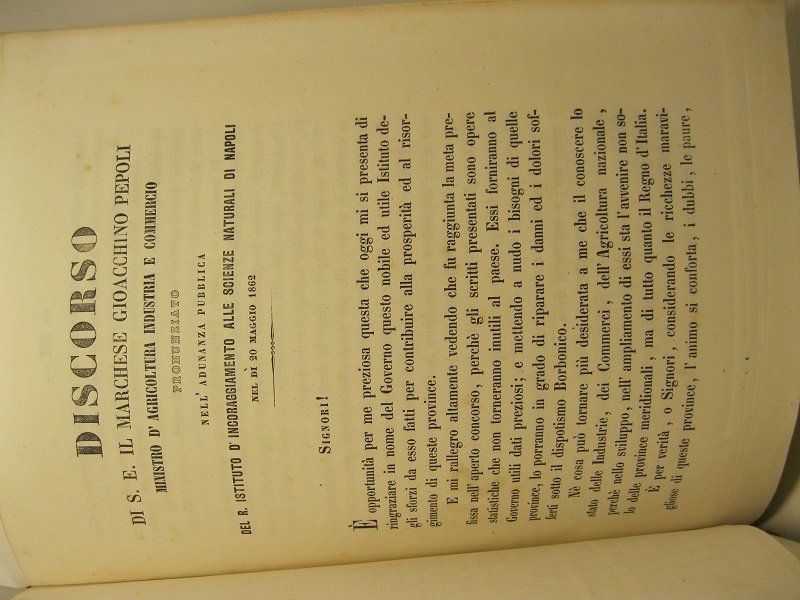 DISCORSO
DI S. E. IL MARCHESE GIOACCHINO PEPOLI
MINISTRO D' AGRICOLTURA INDUSTRIA E COMMERCIO
PRONUNZIATO
NELL' ADUNANZA PUBBLICA
DEL R. ISTITUTO D' INCORAGGIAMENTO ALLE SCIENZE NATURALI DI NAPOLI
NEL DÌ 20 MAGGIO 1862
SIGNORI!
È opportunità per me preziosa questa che oggi mi si presenta di
ringraziare in nome del Governo questo nobile ed utile Istituto de-
gli sforzi da esso fatti per contribuire alla prosperità ed al risor-
gimento di queste province.
E mi rallegro altamente vedendo che fu raggiunta la meta pre-
fissa nell' aperto concorso, perchè gli scritti presentati sono opere
statistiche che non torneranno inutili al paese. Essi forniranno al
Governo utili dati preziosi; e mettendo a nudo i bisogni di quelle
province, lo porranno in grado di riparare i danni ed i dolori sof-
ferti sotto il dispotismo Borbonico.
Nè cosa può tornare più desiderata a me che il conoscere lo
stato delle Industrie, dei Commerci, dell' Agricoltura nazionale,
perchè nello sviluppo, nell' ampliamento di essi sta l' avvenire non so-
lo delle province meridionali, ma di tutto quanto il Regno d' Italia.
È per verità, o Signori, considerando le ricchezze maravi-
gliose di queste province, l' animo si conforta, i dubbi, le paure,